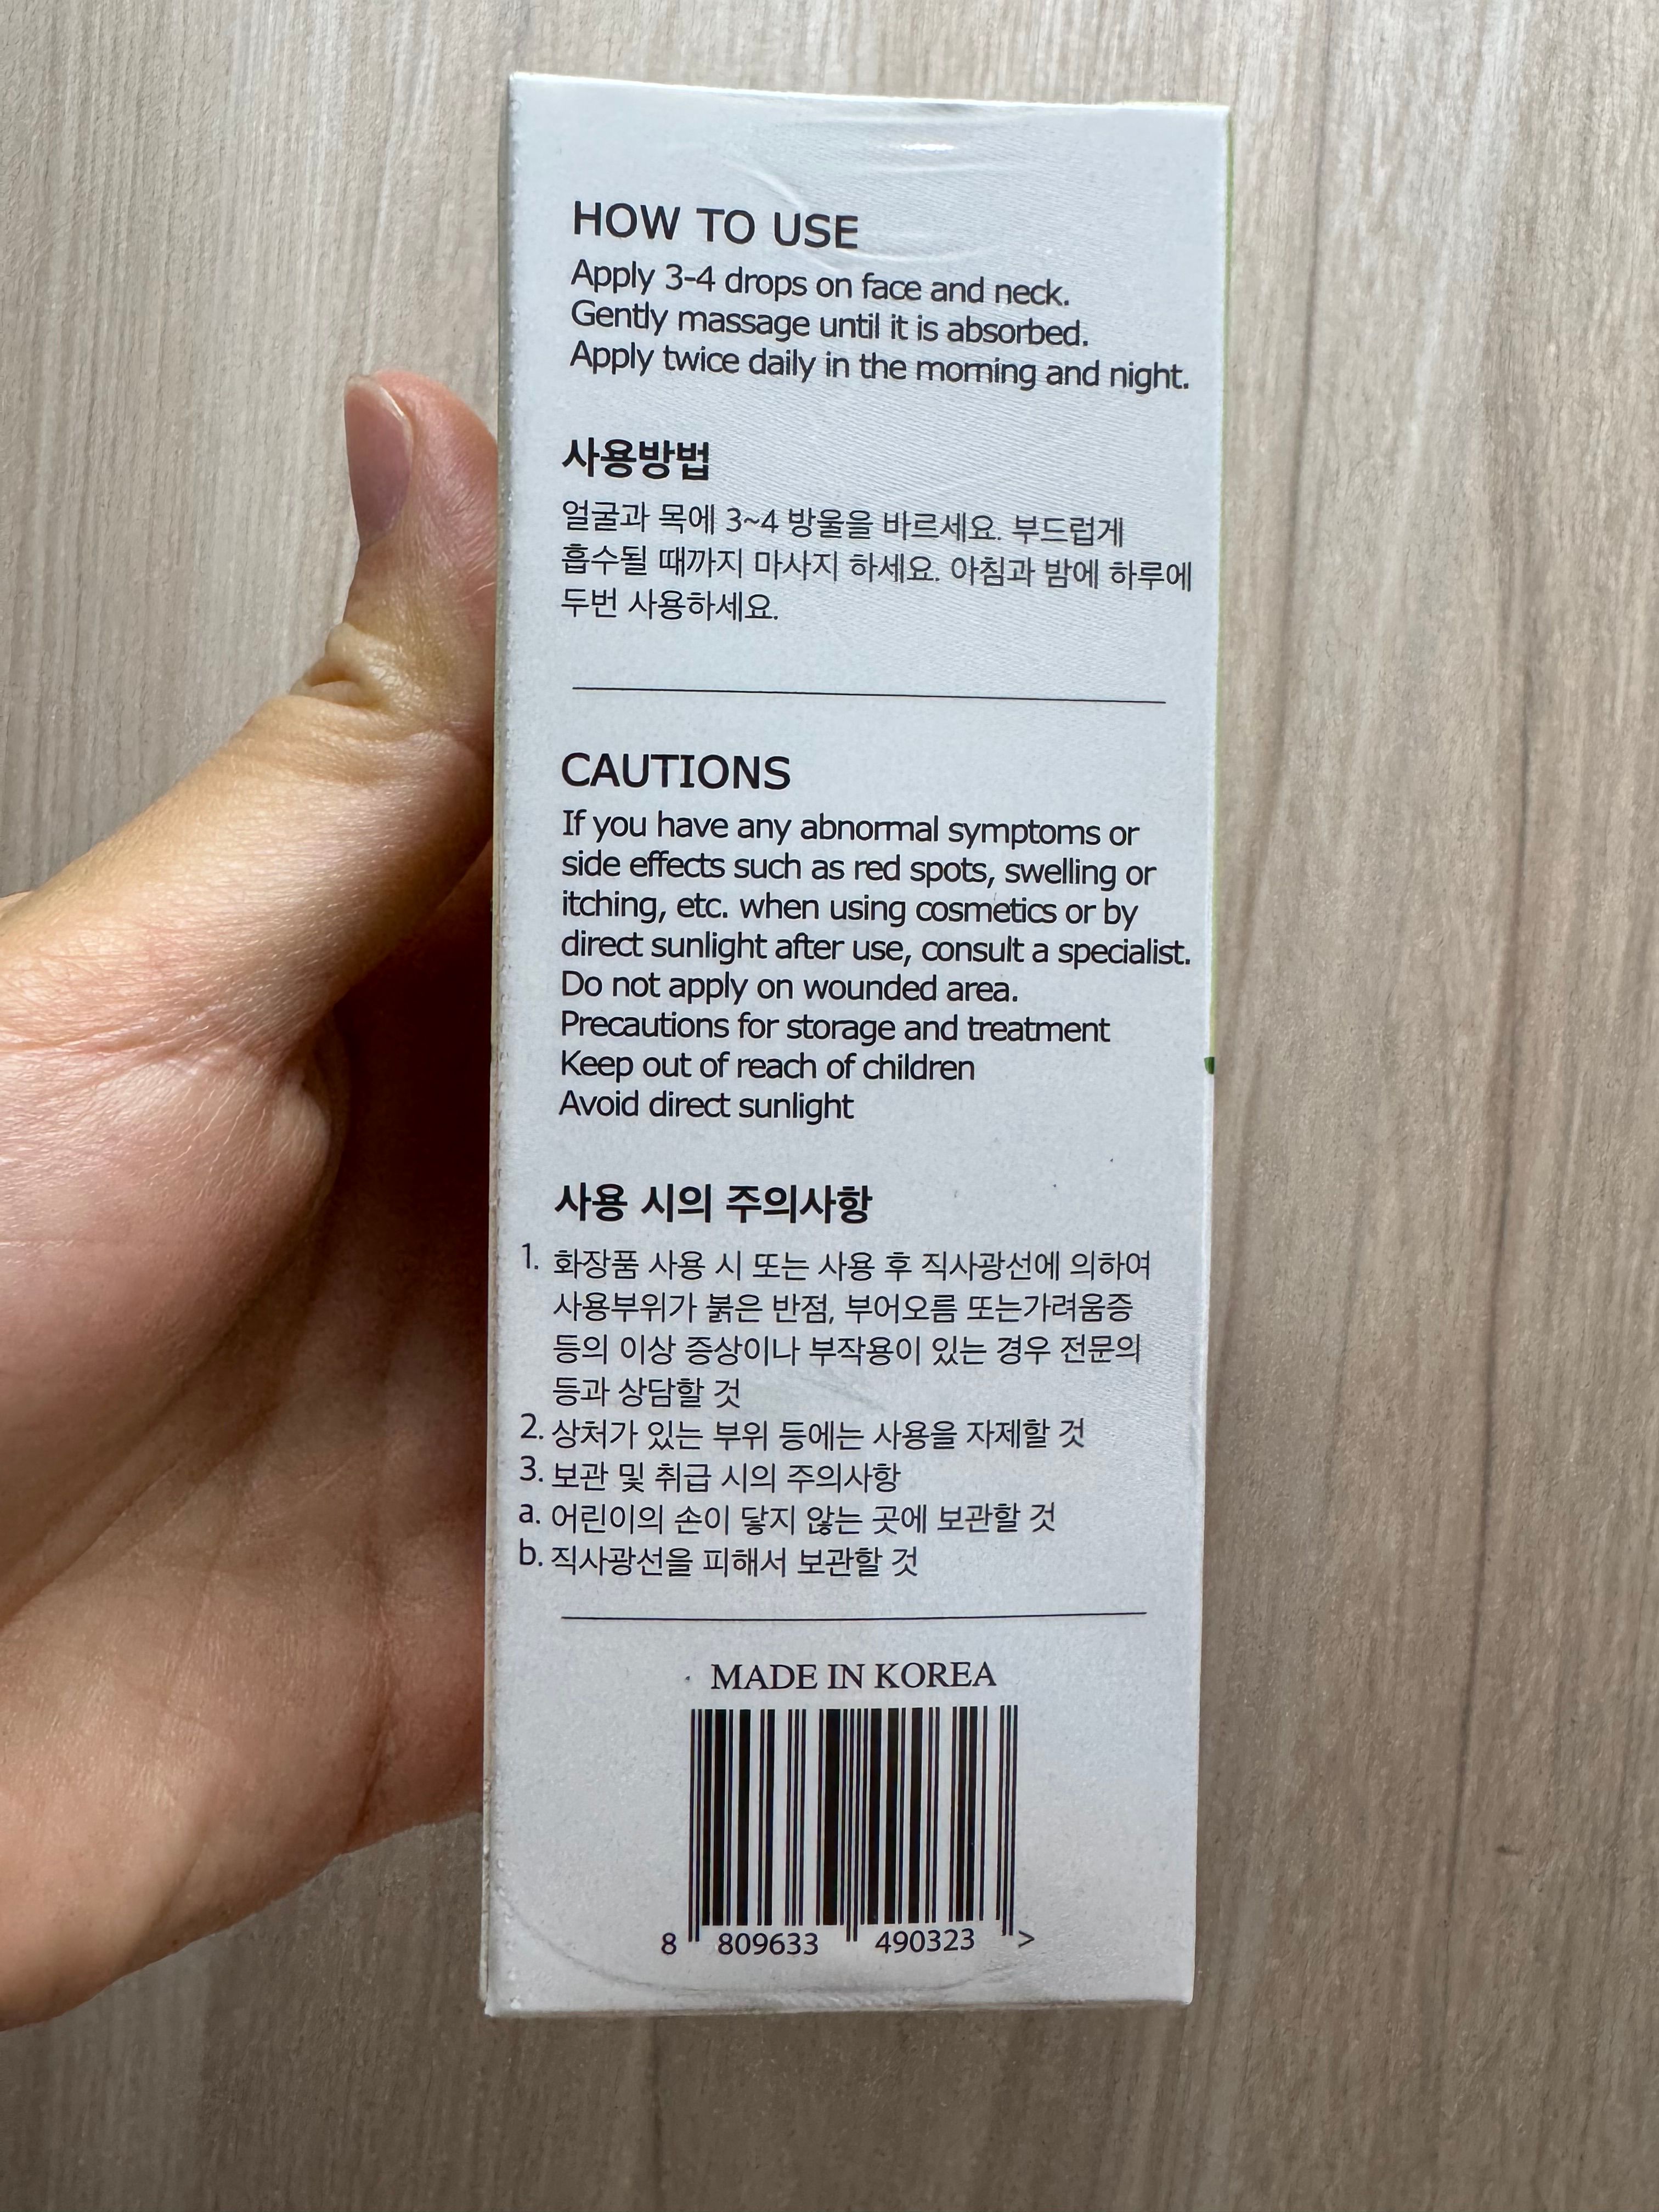 HOW TO USE
Apply 3-4 drops on face and neck.
Gently massage until it is absorbed.
Apply twice daily in the morning and night.
사용방법
얼굴과 목에 3~4 방울을 바르세요. 부드럽게
흡수될 때까지 마사지 하세요. 아침과 밤에 하루에
두번 사용하세요.
CAUTIONS
If you have any abnormal symptoms or
side effects such as red spots, swelling or
itching, etc. when using cosmetics or by
direct sunlight after use, consult a specialist.
Do not apply on wounded area.
Precautions for storage and treatment
Keep out of reach of children
Avoid direct sunlight
사용 시의 주의사항
1. 화장품 사용 시 또는 사용 후 직사광선에 의하여
사용부위가 붉은 반점, 부어오름 또는가려움증
등의 이상 증상이나 부작용이 있는 경우 전문의
등과 상담할 것
2. 상처가 있는 부위 등에는 사용을 자제할 것
3. 보관 및 취급 시의 주의사항
a. 어린이의 손이 닿지 않는 곳에 보관할 것
b. 직사광선을 피해서 보관할 것
MADE IN KOREA
8 809633 490323 >